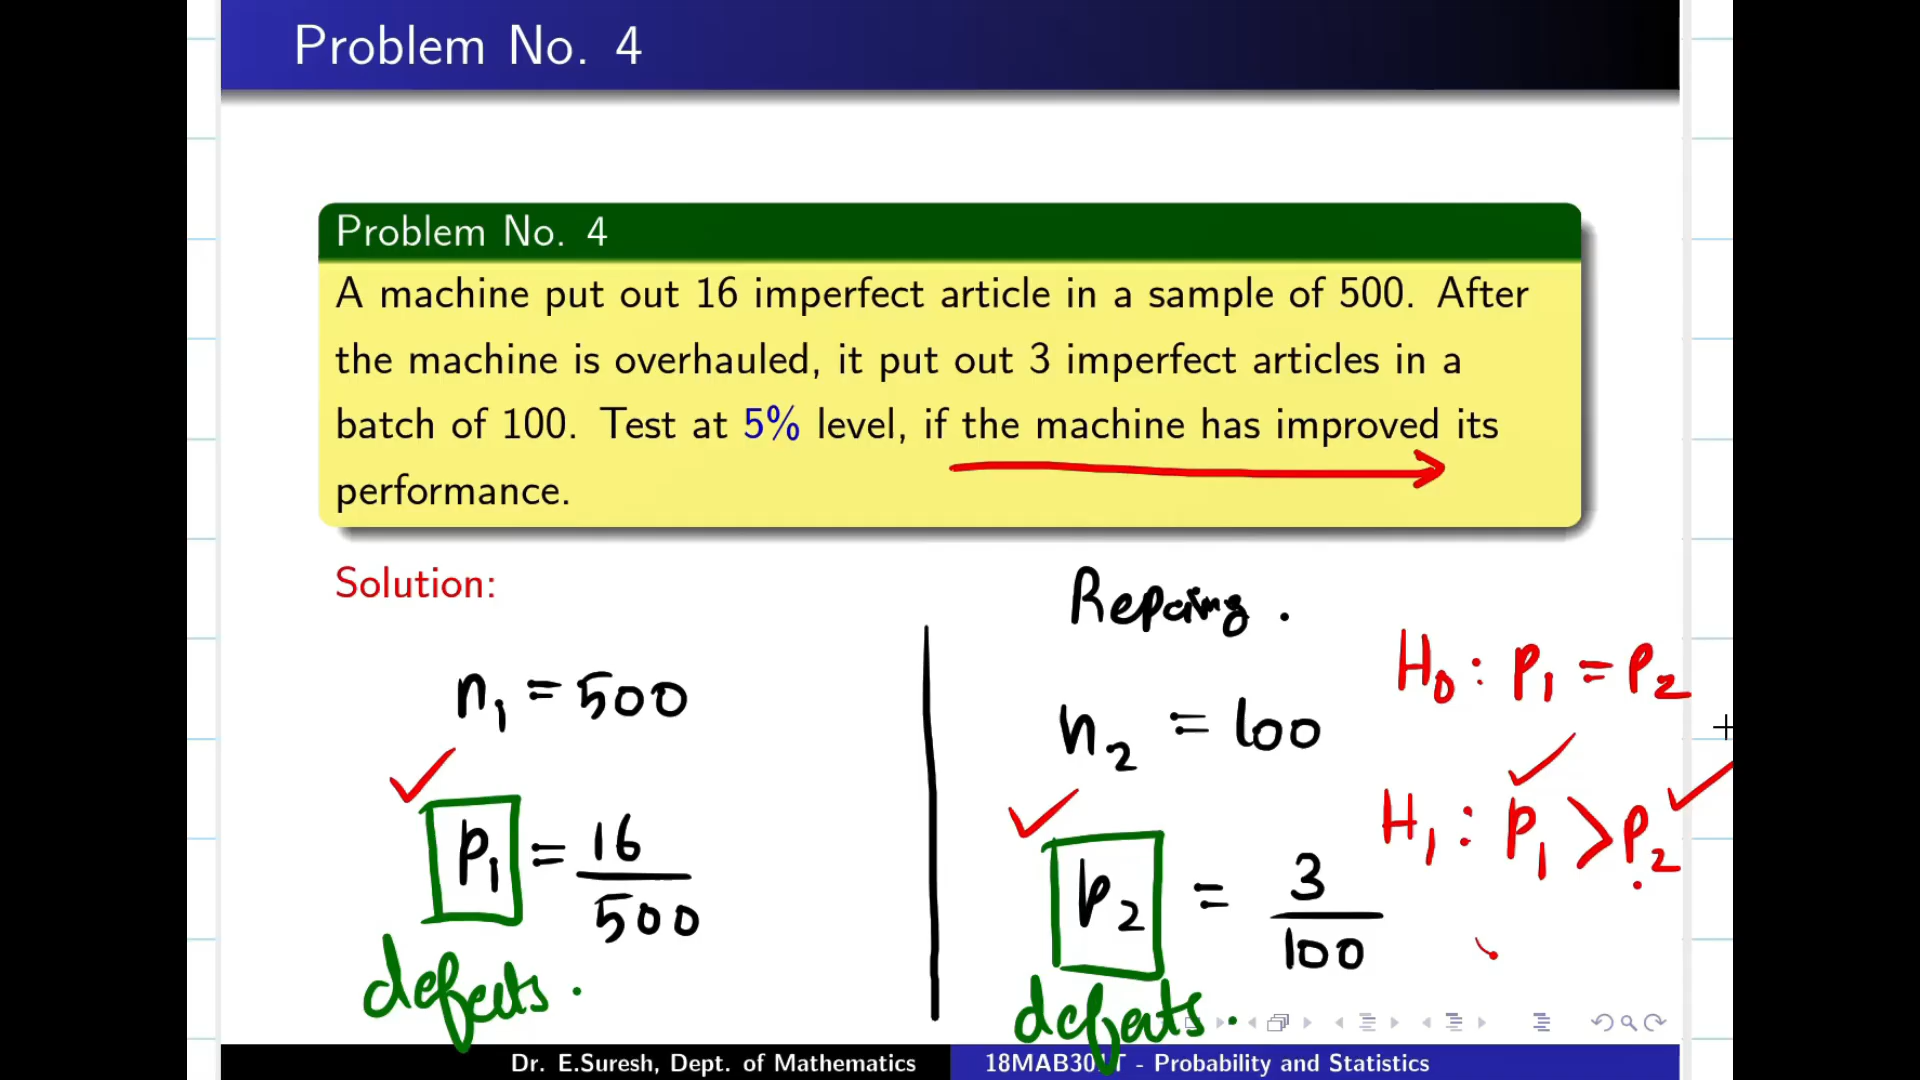 Problem No. 4
Problem No. 4
A machine put out 16 imperfect article in a sample of 500. After
the machine is overhauled, it put out 3 imperfect articles in a
batch of 100. Test at 5% level, if the machine has improved its
performance.
Solution:
n₁ = 500
p₁ = 16/500
defects.
Repairing.
n₂ = 100
p₂ = 3/100
defects.
H₀ : P₁ = P₂
H₁ : P₁ > P₂
Dr. E.Suresh, Dept. of Mathematics
18MAB301T - Probability and Statistics